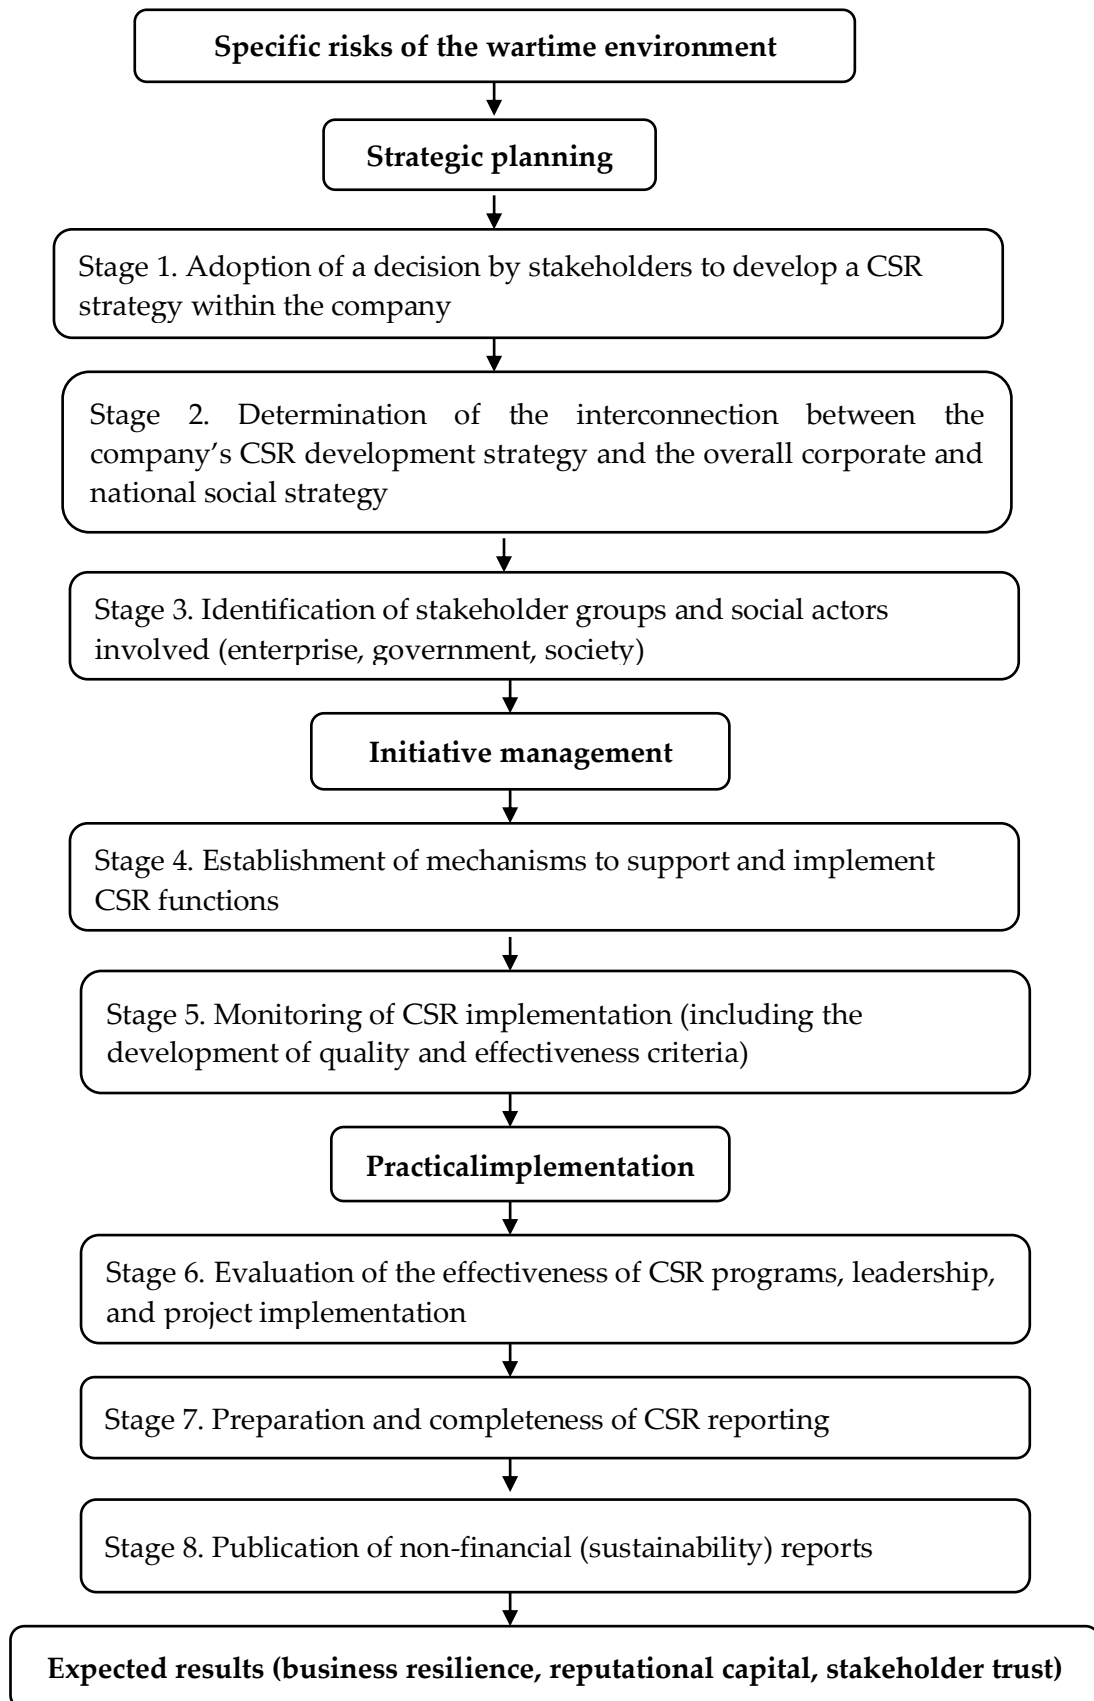 Specific risks of the wartime environment
Strategic planning
Stage 1. Adoption of a decision by stakeholders to develop a CSR
strategy within the company
Stage 2. Determination of the interconnection between the
company’s CSR development strategy and the overall corporate and
national social strategy
Stage 3. Identification of stakeholder groups and social actors
involved (enterprise, government, society)
Initiative management
Stage 4. Establishment of mechanisms to support and implement
CSR functions
Stage 5. Monitoring of CSR implementation (including the
development of quality and effectiveness criteria)
Practicalimplementation
Stage 6. Evaluation of the effectiveness of CSR programs, leadership,
and project implementation
Stage 7. Preparation and completeness of CSR reporting
Stage 8. Publication of non-financial (sustainability) reports
Expected results (business resilience, reputational capital, stakeholder trust)